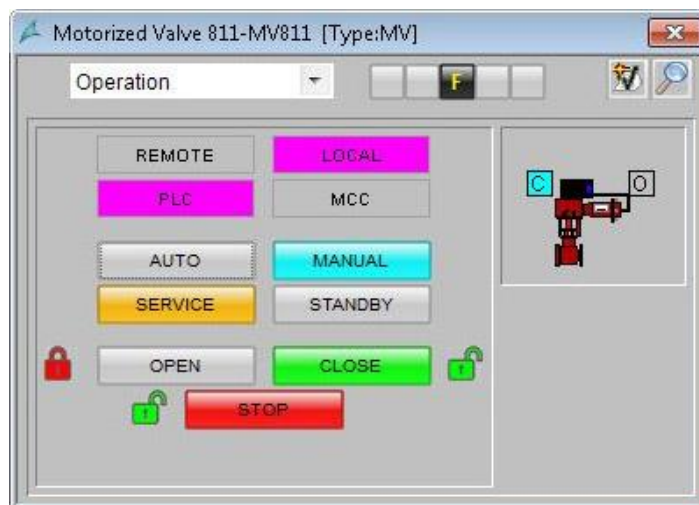 Motorized Valve 811-MV811 [Type:MV]
Operation
F
REMOTE LOCAL
PLC MCC
C O
AUTO MANUAL
SERVICE STANDBY
OPEN CLOSE
STOP